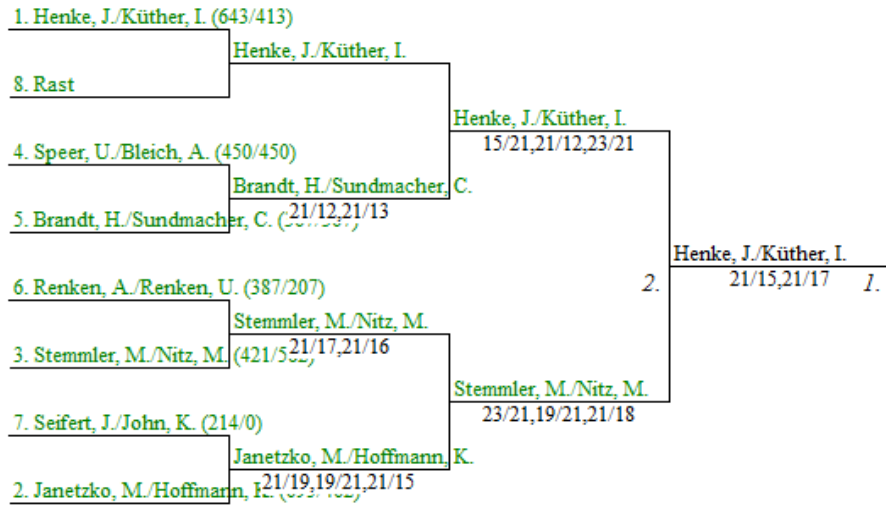 1. Henke, J./Küther, I. (643/413)
Henke, J./Küther, I.
8. Rast
Henke, J./Küther, I.
15/21,21/12,23/21
4. Speer, U./Bleich, A. (450/450)
Brandt, H./Sundmacher, C.
21/12,21/13
5. Brandt, H./Sundmacher, C.
Henke, J./Küther, I.
21/15,21/17
2.
1.
6. Renken, A./Renken, U. (387/207)
Stemmler, M./Nitz, M.
21/17,21/16
3. Stemmler, M./Nitz, M.
Stemmler, M./Nitz, M.
23/21,19/21,21/18
7. Seifert, J./John, K. (214/0)
Janetzko, M./Hoffmann, K.
21/19,19/21,21/15
2. Janetzko, M./Hoffmann,